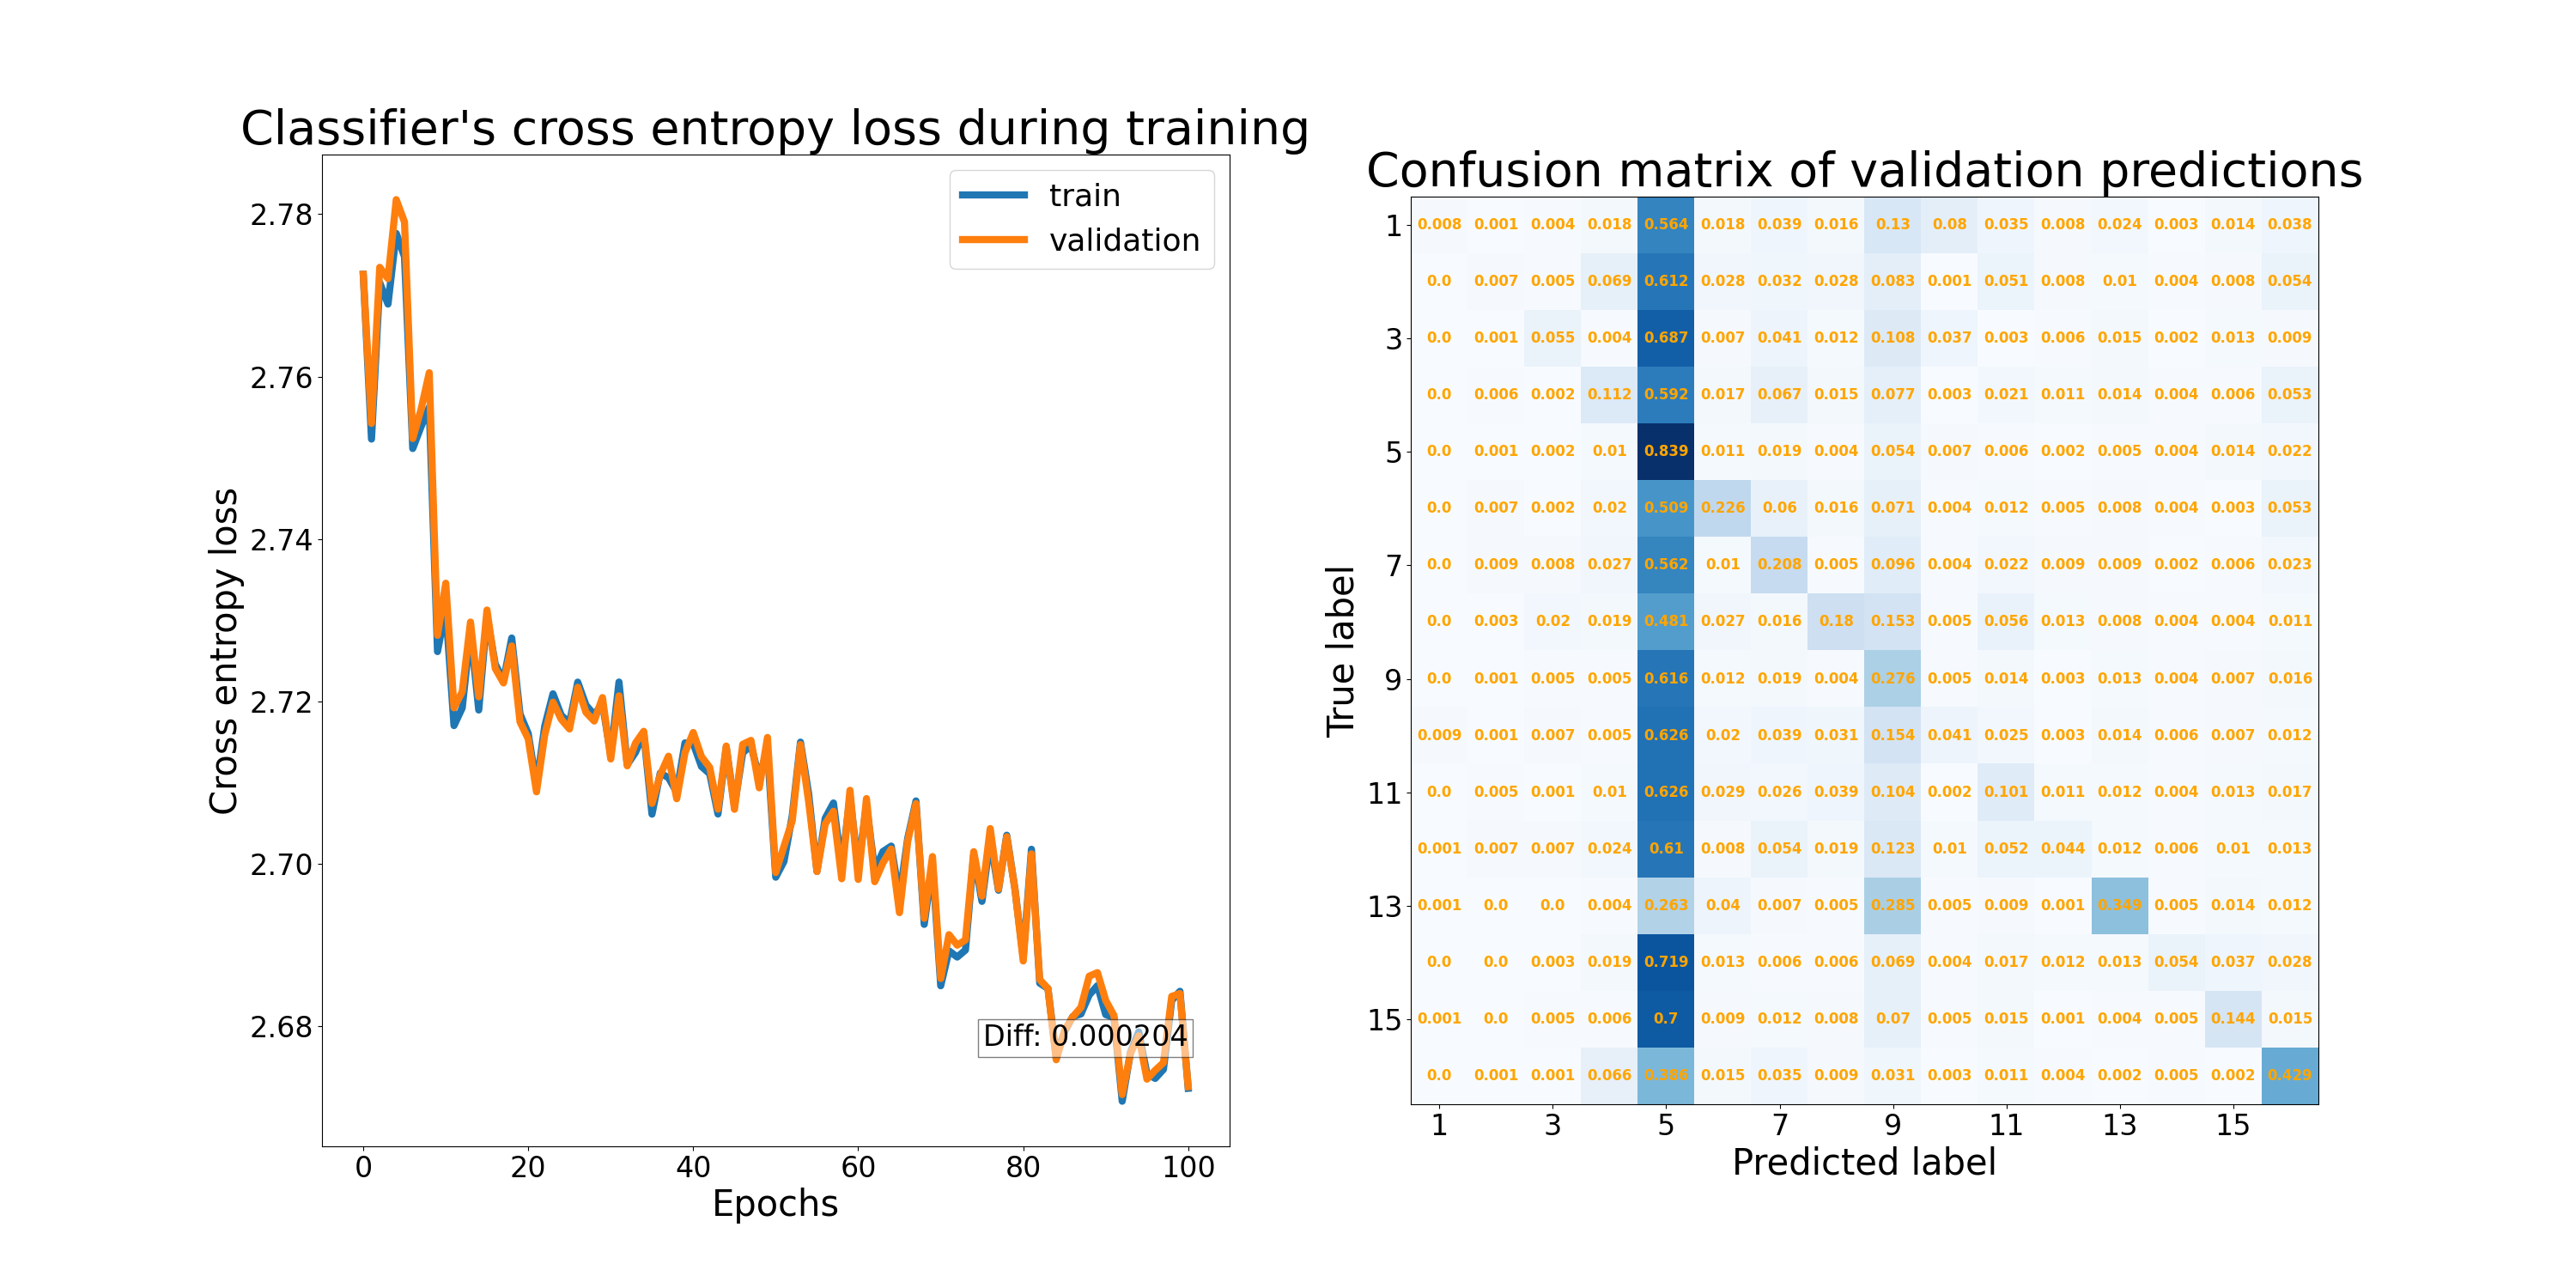 Classifier's cross entropy loss during training
train
validation
2.78
2.76
2.74
2.72
2.70
2.68
Cross entropy loss
Diff: 0.000204
0 20 40 60 80 100
Epochs
Confusion matrix of validation predictions
True label
1 0.008 0.001 0.004 0.018 0.564 0.018 0.039 0.016 0.13 0.08 0.035 0.008 0.024 0.003 0.014 0.038
0.0 0.007 0.005 0.069 0.612 0.028 0.032 0.028 0.083 0.001 0.051 0.008 0.01 0.004 0.008 0.054
3 0.0 0.001 0.055 0.004 0.687 0.007 0.041 0.012 0.108 0.037 0.003 0.006 0.015 0.002 0.013 0.009
0.0 0.006 0.002 0.112 0.592 0.017 0.067 0.015 0.077 0.003 0.021 0.011 0.014 0.004 0.006 0.053
5 0.0 0.001 0.002 0.01 0.839 0.011 0.019 0.004 0.054 0.007 0.006 0.002 0.005 0.004 0.014 0.022
0.0 0.007 0.002 0.02 0.509 0.226 0.06 0.016 0.071 0.004 0.012 0.005 0.008 0.004 0.003 0.053
7 0.0 0.009 0.008 0.027 0.562 0.01 0.208 0.005 0.096 0.004 0.022 0.009 0.009 0.002 0.006 0.023
0.0 0.003 0.02 0.019 0.481 0.027 0.016 0.18 0.153 0.005 0.056 0.013 0.008 0.004 0.004 0.011
9 0.0 0.001 0.005 0.005 0.616 0.012 0.019 0.004 0.276 0.005 0.014 0.003 0.013 0.004 0.007 0.016
0.009 0.001 0.007 0.005 0.626 0.02 0.039 0.031 0.154 0.041 0.025 0.003 0.014 0.006 0.007 0.012
11 0.0 0.005 0.001 0.01 0.626 0.029 0.026 0.039 0.104 0.002 0.101 0.011 0.012 0.004 0.013 0.017
0.001 0.007 0.007 0.024 0.61 0.008 0.054 0.019 0.123 0.01 0.052 0.044 0.012 0.006 0.01 0.013
13 0.001 0.0 0.0 0.004 0.263 0.04 0.007 0.005 0.285 0.005 0.009 0.001 0.349 0.005 0.014 0.012
0.0 0.0 0.003 0.019 0.719 0.013 0.006 0.006 0.069 0.004 0.017 0.012 0.013 0.054 0.037 0.028
15 0.001 0.0 0.005 0.006 0.7 0.009 0.012 0.008 0.07 0.005 0.015 0.001 0.004 0.005 0.144 0.015
0.0 0.001 0.001 0.066 0.386 0.015 0.035 0.009 0.031 0.003 0.011 0.004 0.002 0.005 0.002 0.429
1 3 5 7 9 11 13 15
Predicted label